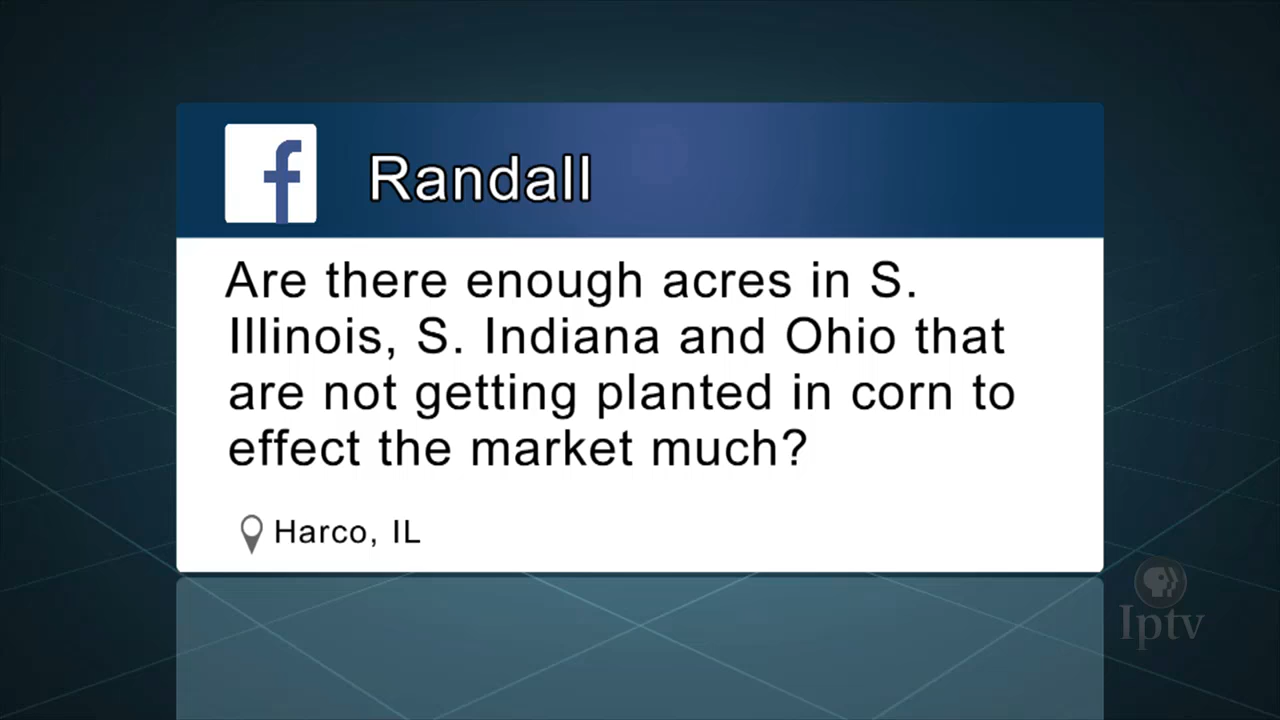 Randall
Are there enough acres in S.
Illinois, S. Indiana and Ohio that
are not getting planted in corn to
effect the market much?
Harco, IL
Iptv